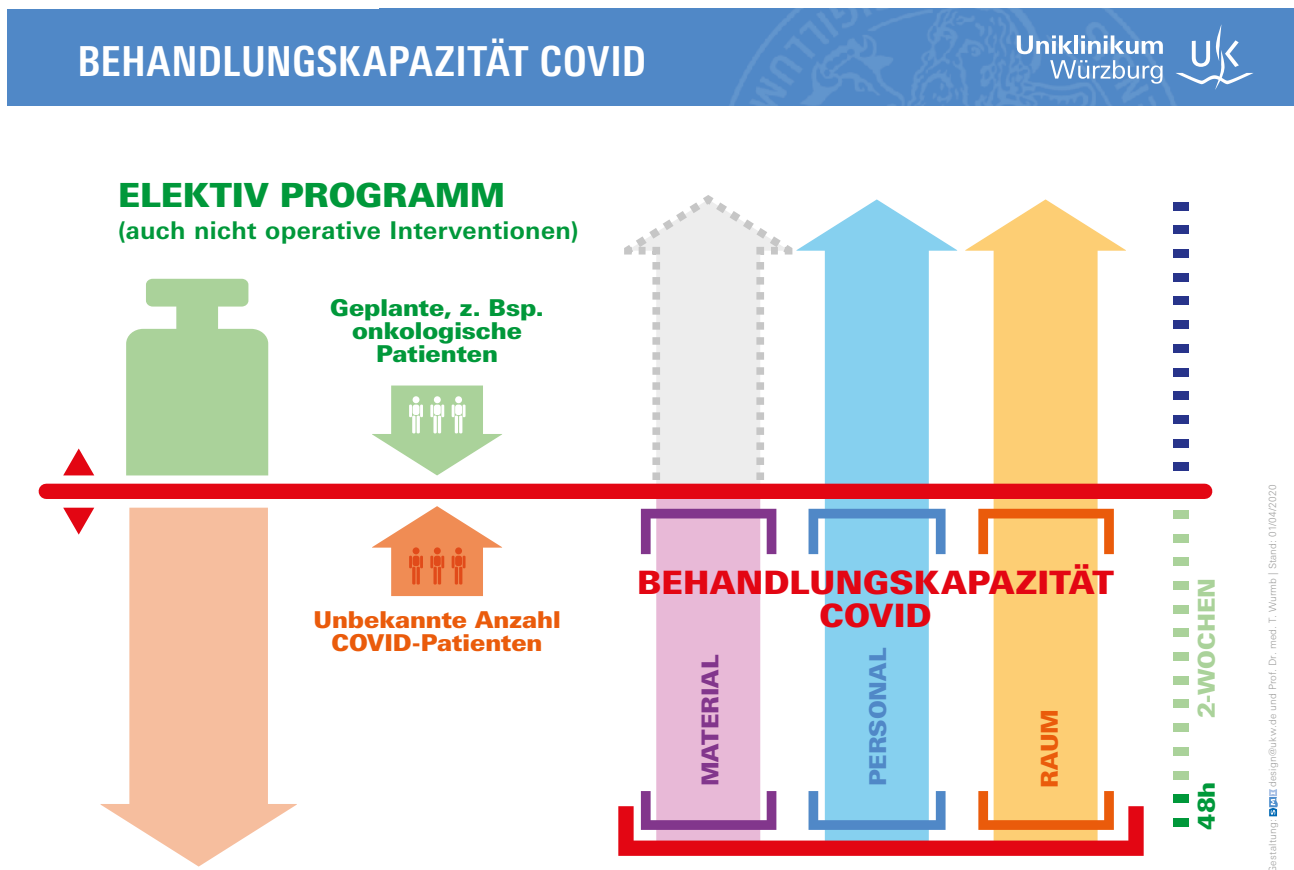 BEHANDLUNGSKAPAZITÄT COVID
Uniklinikum
Würzburg
UK
ELEKTIV PROGRAMM
(auch nicht operative Interventionen)
Geplante, z. Bsp.
onkologische
Patienten
Unbekannte Anzahl
COVID-Patienten
BEHANDLUNGSKAPAZITÄT
COVID
MATERIAL
PERSONAL
RAUM
2-WOCHEN
48h
Gestaltung: SMI design@ukw.de und Prof. Dr. med. T. Wurmb | Stand: 01/04/2020